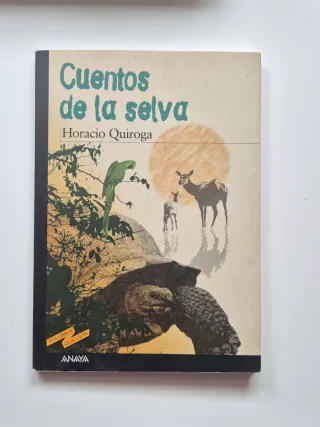 Cuentos
de la selva
Horacio Quiroga
ANAYA